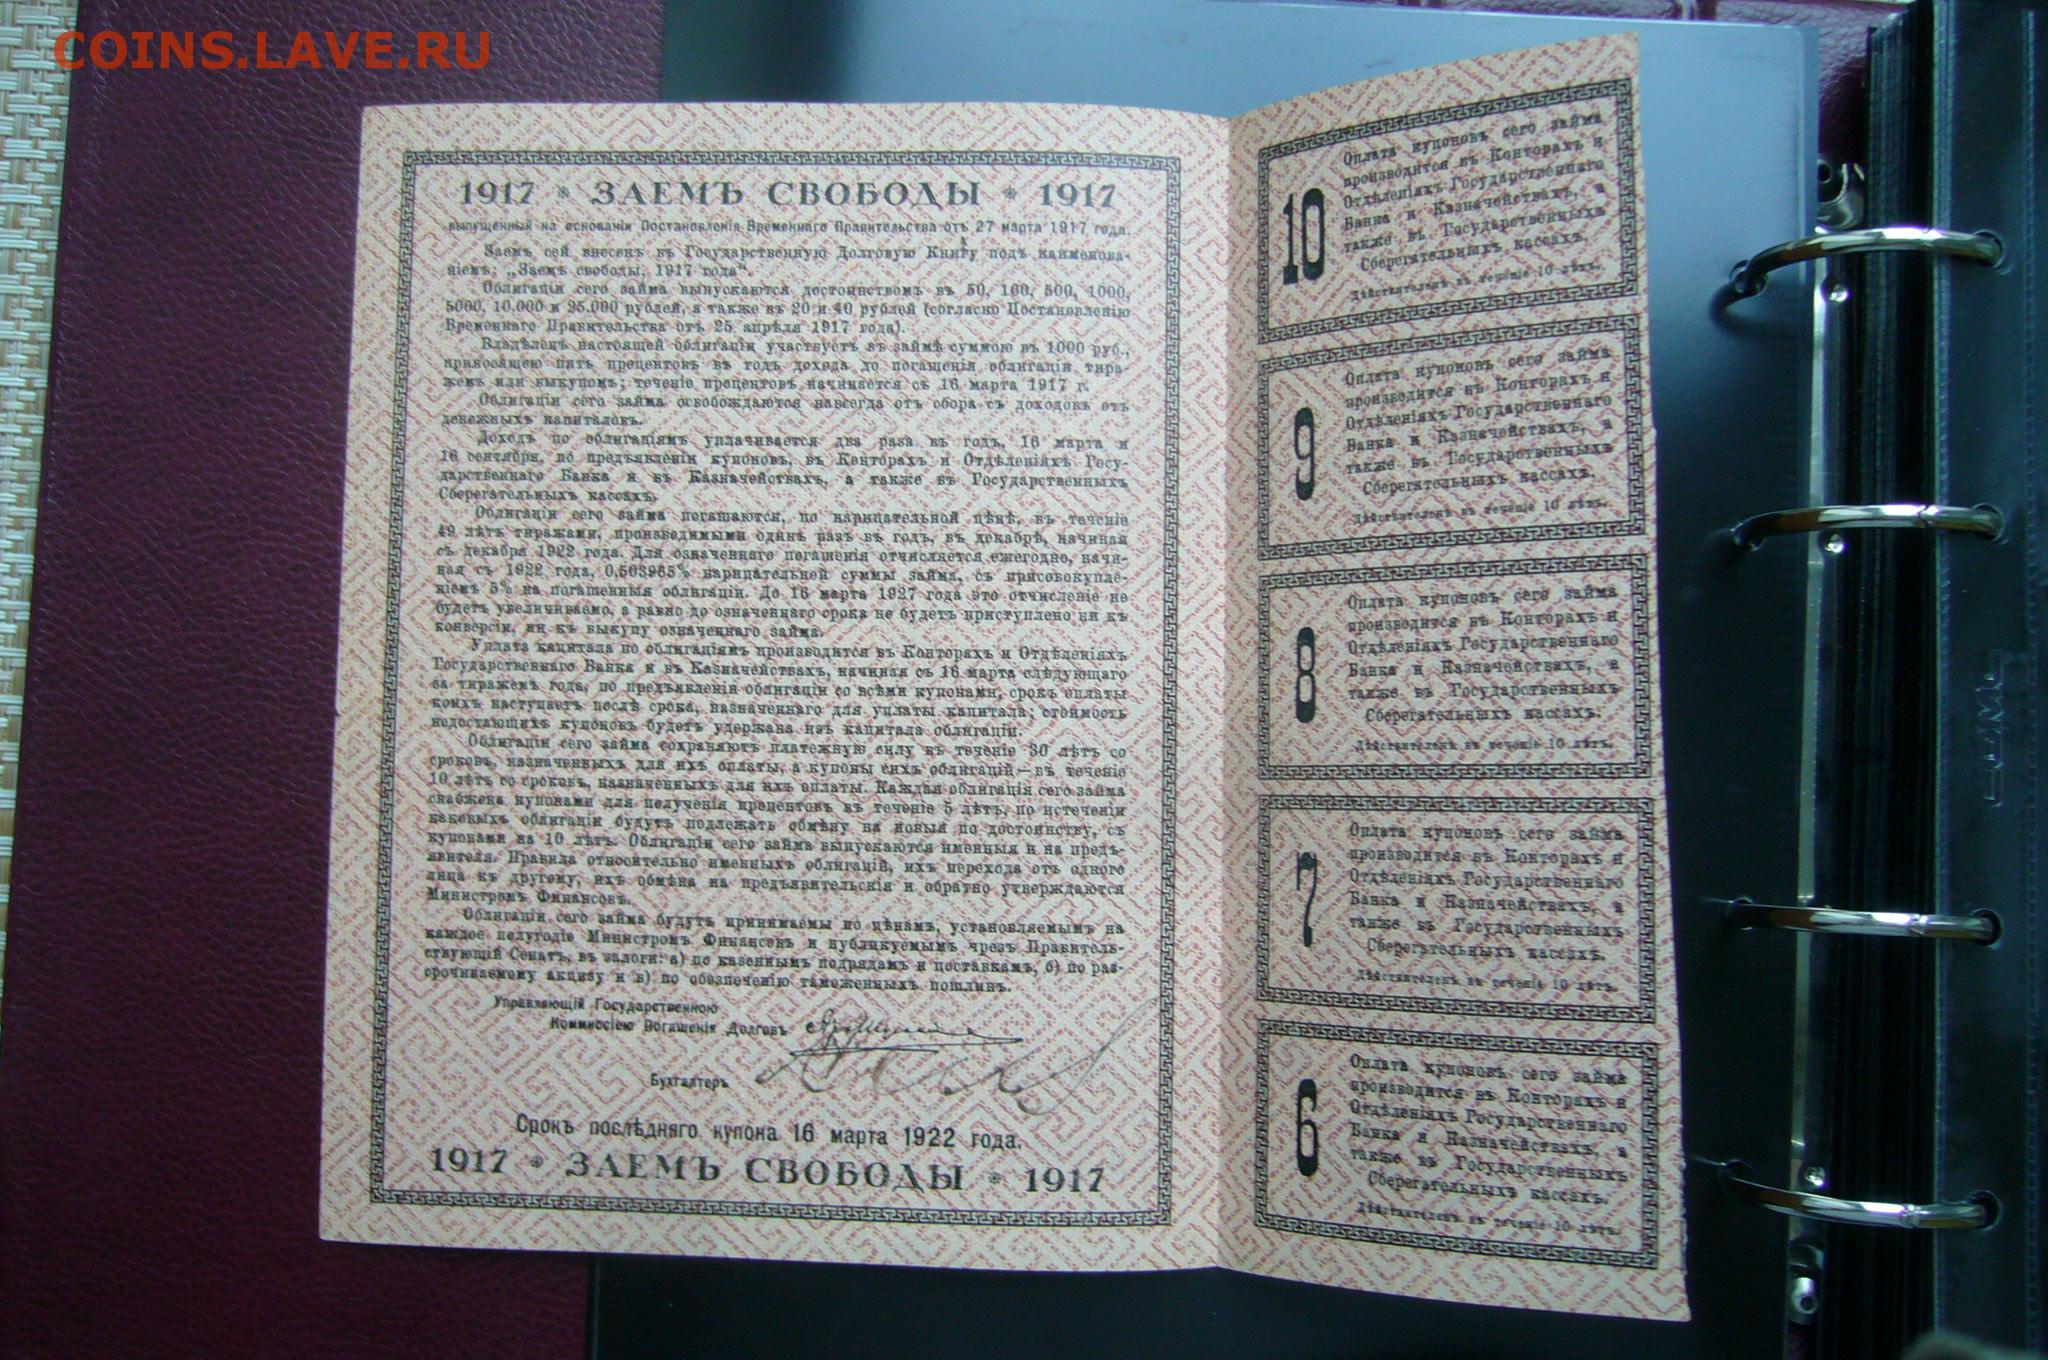 COINS.LAVE.RU
1917 * ЗАЕМЪ СВОБОДЫ * 1917
выпущенный на основаніи Постановленія Временнаго Правительства отъ 27 марта 1917 года.
Заемъ сей внесенъ въ Государственную Долговую Книгу подъ наименова-
ніемъ: „Заемъ свободы, 1917 года“.
Облигаціи сего займа выпускаются достоинствомъ въ 50, 100, 500, 1000,
5000, 10.000 и 25.000 рублей, а также въ 20 и 40 рублей (согласно Постановленію
Временнаго Правительства отъ 25 апрѣля 1917 года).
Владѣлецъ настоящей облигаціи участвуетъ въ займѣ суммою въ 1000 руб.,
приносящею пять процентовъ въ годъ дохода до погашенія облигаціи тира-
жемъ или выкупомъ; теченіе процентовъ начинается съ 16 марта 1917 г.
Облигаціи сего займа освобождаются навсегда отъ сбора съ доходовъ отъ
денежныхъ капиталовъ.
Доходъ по облигаціямъ уплачивается два раза въ годъ, 16 марта и
16 сентября, по предъявленіи купоновъ, въ Конторахъ и Отдѣленіяхъ Госу-
дарственнаго Банка и въ Казначействахъ, а также въ Государственныхъ
Сберегательныхъ кассахъ.
Облигаціи сего займа погашаются, по нарицательной цѣнѣ, въ теченіе
49 лѣтъ тиражами, производимыми одинъ разъ въ годъ, въ декабрѣ, начиная
съ декабря 1922 года. Для означеннаго погашенія отчисляется ежегодно, начи-
ная съ 1922 года, 0,503965% нарицательной суммы займа, съ присовокупле-
ніемъ 5% на погашенныя облигаціи. До 16 марта 1927 года это отчисленіе не
будетъ увеличиваемо, а равно до означеннаго срока не будетъ приступлено ни къ
конверсіи, ни къ выкупу означеннаго займа.
Уплата капитала по облигаціямъ производится въ Конторахъ и Отдѣленіяхъ
Государственнаго Банка и въ Казначействахъ, начиная съ 16 марта слѣдующаго
за тиражемъ года, по предъявленіи облигаціи со всѣми купонами, срокъ оплаты
коихъ наступаетъ послѣ срока, назначеннаго для уплаты капитала; стоимость
недостающихъ купоновъ будетъ удержана изъ капитала облигаціи.
Облигаціи сего займа сохраняютъ платежную силу въ теченіе 30 лѣтъ со
сроковъ, назначенныхъ для ихъ оплаты, а купоны сихъ облигацій—въ теченіе
10 лѣтъ со сроковъ, назначенныхъ для ихъ оплаты. Каждая облигація сего займа
снабжена купонами для полученія процентовъ въ теченіе 5 лѣтъ, по истеченіи
каковыхъ облигаціи будутъ подлежать обмѣну на новыя по достоинству, съ
купонами на 10 лѣтъ. Облигаціи сего займа выпускаются именныя и на предъ-
явителя. Правила относительно именныхъ облигацій, ихъ перехода отъ одного
лица къ другому, ихъ обмѣна на предъявительскія и обратно утверждаются
Министромъ Финансовъ.
Облигаціи сего займа будутъ принимаемы по цѣнамъ, установляемымъ на
каждое полугодіе Министромъ Финансовъ и публикуемымъ чрезъ Правитель-
ствующій Сенатъ, въ залоги: а) по казеннымъ подрядамъ и поставкамъ, б) по раз-
срочиваемому акцизу и в) по обезпеченію таможенныхъ пошлинъ.
Управляющій Государственною
Коммисіею Погашенія Долговъ
Бухгалтеръ
Срокъ послѣдняго купона 16 марта 1922 года.
1917 * ЗАЕМЪ СВОБОДЫ * 1917
10
Оплата купоновъ сего займа
производится въ Конторахъ и
Отдѣленіяхъ Государственнаго
Банка и Казначействахъ, а
также въ Государственныхъ
Сберегательныхъ кассахъ.
Дѣйствителенъ въ теченіе 10 лѣтъ.
9
Оплата купоновъ сего займа
производится въ Конторахъ и
Отдѣленіяхъ Государственнаго
Банка и Казначействахъ, а
также въ Государственныхъ
Сберегательныхъ кассахъ.
Дѣйствителенъ въ теченіе 10 лѣтъ.
8
Оплата купоновъ сего займа
производится въ Конторахъ и
Отдѣленіяхъ Государственнаго
Банка и Казначействахъ, а
также въ Государственныхъ
Сберегательныхъ кассахъ.
Дѣйствителенъ въ теченіе 10 лѣтъ.
7
Оплата купоновъ сего займа
производится въ Конторахъ и
Отдѣленіяхъ Государственнаго
Банка и Казначействахъ, а
также въ Государственныхъ
Сберегательныхъ кассахъ.
Дѣйствителенъ въ теченіе 10 лѣтъ.
6
Оплата купоновъ сего займа
производится въ Конторахъ и
Отдѣленіяхъ Государственнаго
Банка и Казначействахъ, а
также въ Государственныхъ
Сберегательныхъ кассахъ.
Дѣйствителенъ въ теченіе 10 лѣтъ.